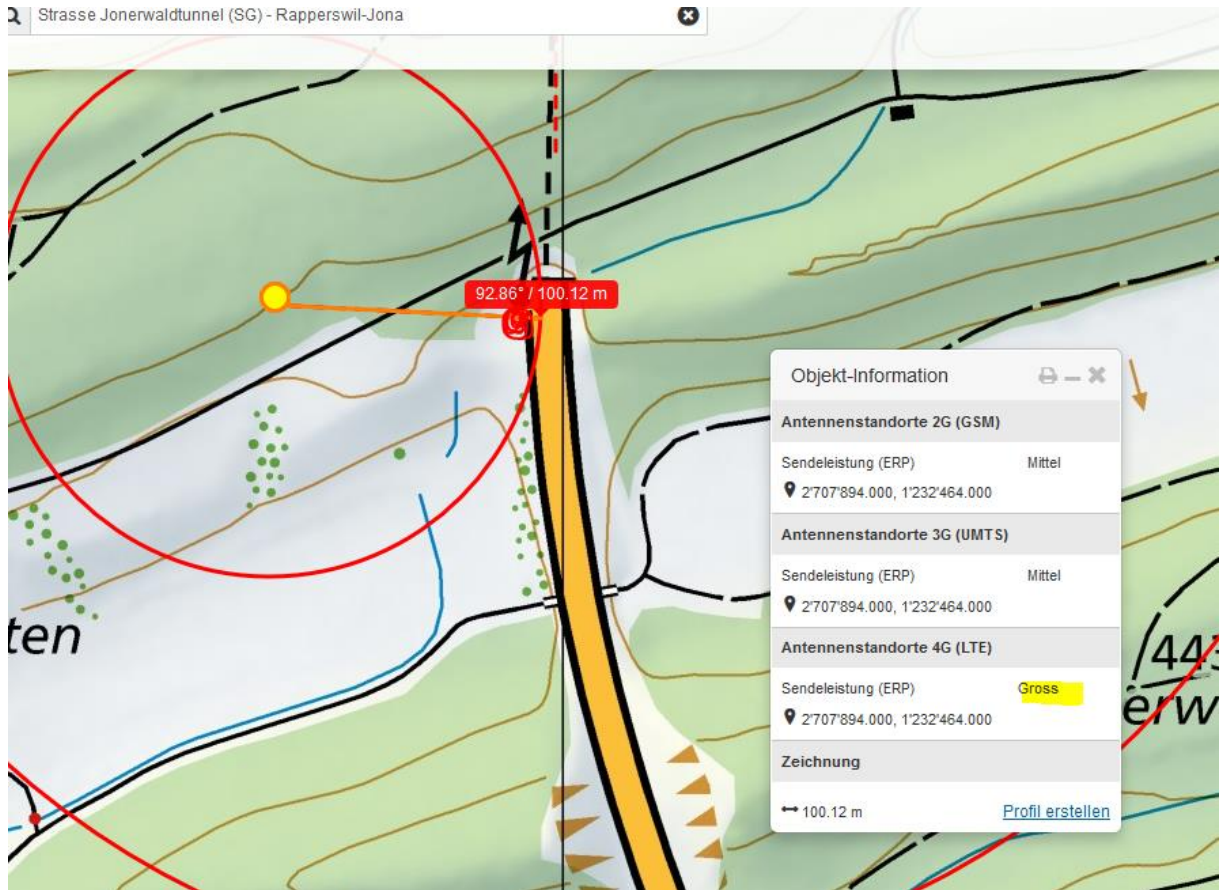 Strasse Jonerwaldtunnel (SG) - Rapperswil-Jona
92.86° / 100.12 m
Objekt-Information
Antennenstandorte 2G (GSM)
Sendeleistung (ERP) Mittel
2'707'894.000, 1'232'464.000
Antennenstandorte 3G (UMTS)
Sendeleistung (ERP) Mittel
2'707'894.000, 1'232'464.000
Antennenstandorte 4G (LTE)
Sendeleistung (ERP) Gross
2'707'894.000, 1'232'464.000
Zeichnung
100.12 m Profil erstellen
ten
443
erw